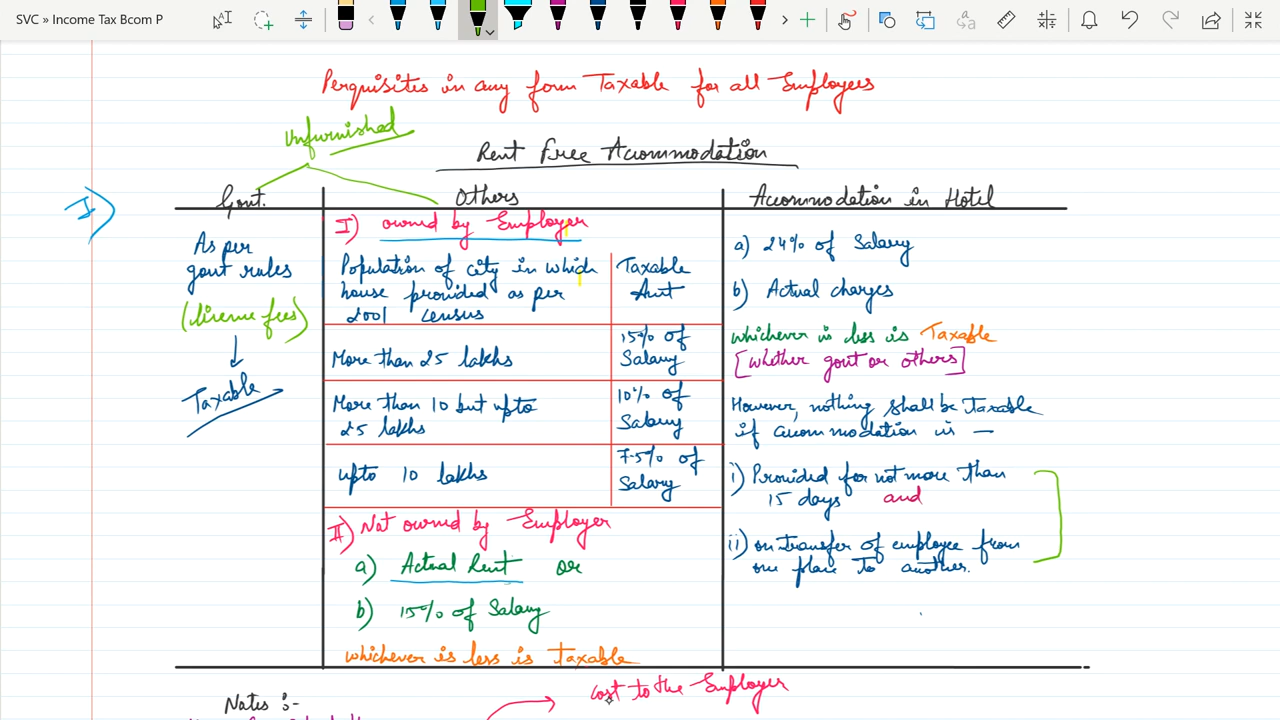 SVC » Income Tax Bcom P
Perquisites in any form Taxable for all Employees
Unfurnished
Rent Free Acommodation
I)
Govt.
Others
Acommodation in Hotel
As per
govt rules
(license fees)
Taxable
I) owned by Employer
Population of city in which
house provided as per
2001 census
Taxable
Amt
More than 25 lakhs
15% of
Salary
More than 10 but upto
25 lakhs
10% of
Salary
upto 10 lakhs
7.5% of
Salary
II) Not owned by Employer
a) Actual Rent or
b) 15% of Salary
whichever is less is taxable
a) 24% of Salary
b) Actual charges
whichever is less is Taxable
[whether govt or others]
However, nothing shall be Taxable
if acommodation is —
i) Provided for not more than
15 days and
ii) on transfer of employee from
one place to another.
cost to the Employer
Notes :-